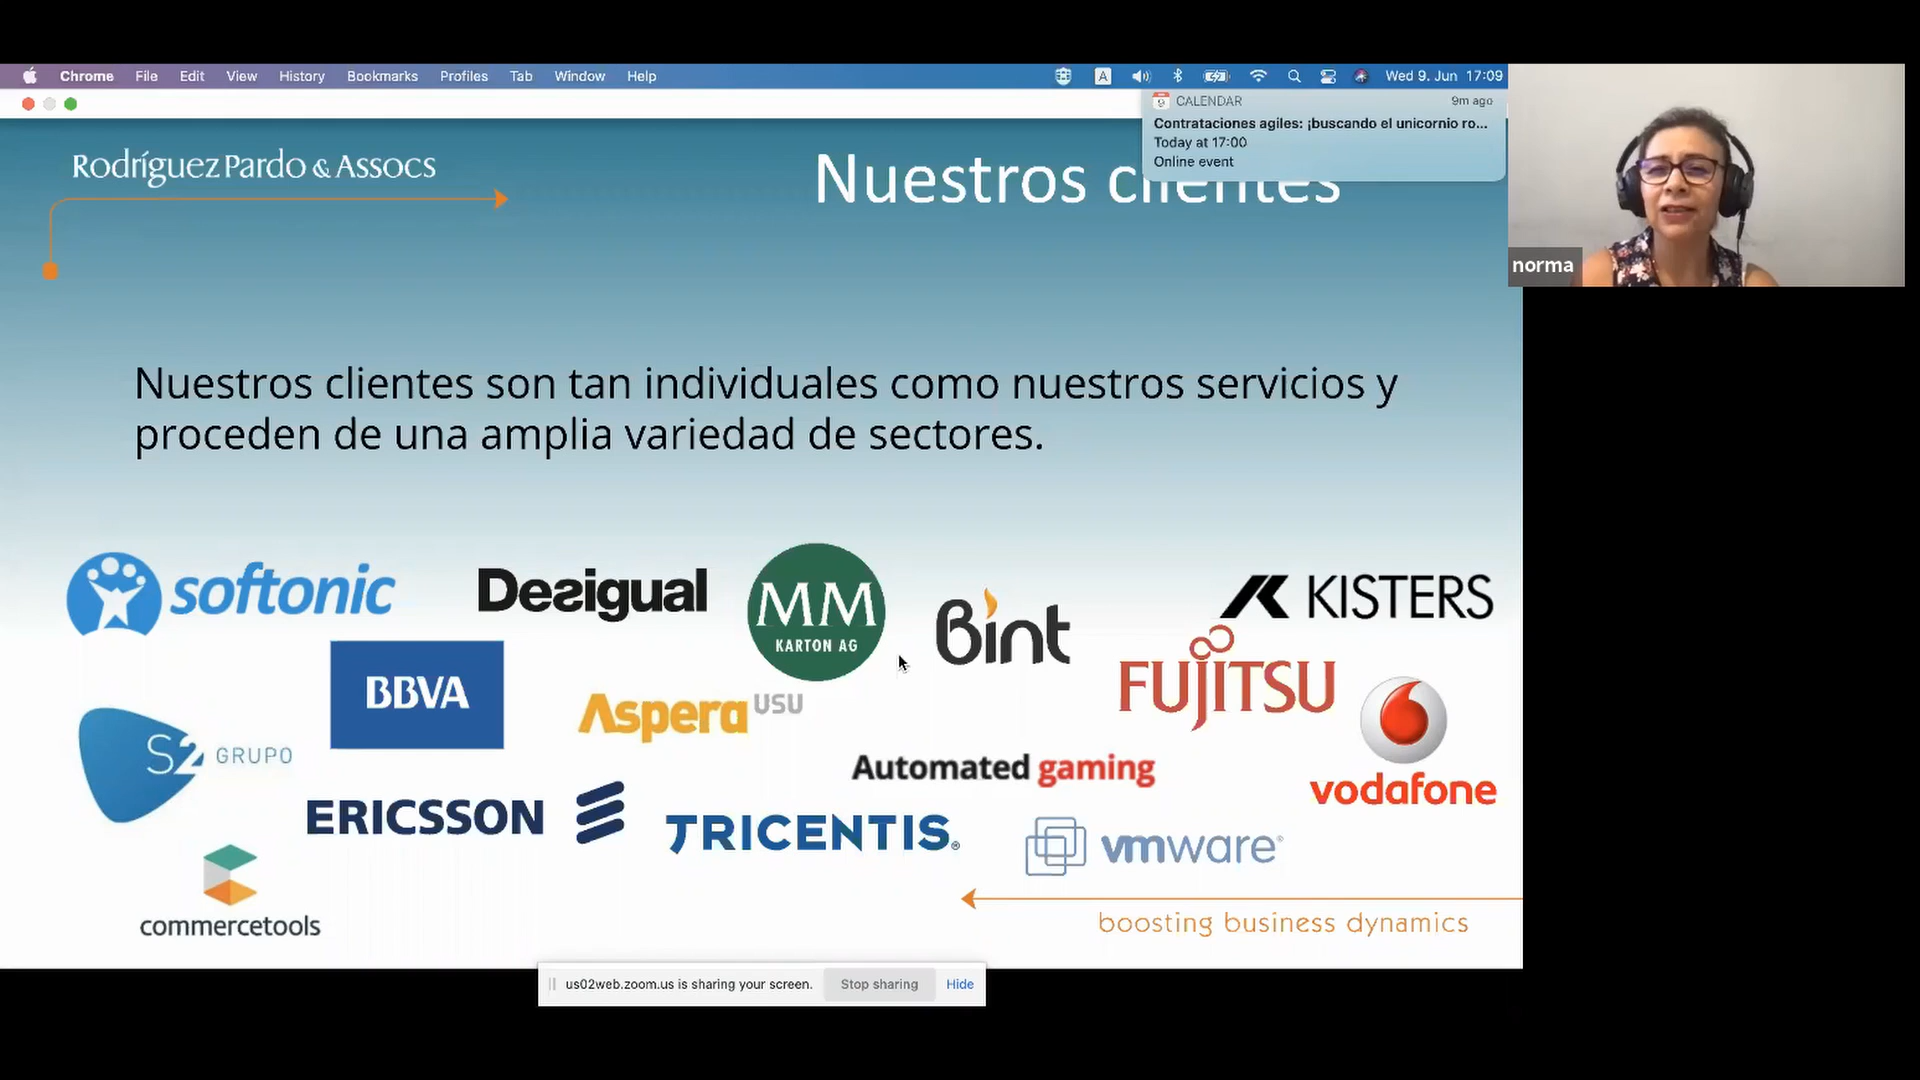 Chrome File Edit View History Bookmarks Profiles Tab Window Help
A
Wed 9. Jun 17:09
9
CALENDAR
9m ago
Contrataciones agiles: ¡buscando el unicornio ro...
Today at 17:00
Online event
Rodríguez Pardo & Assocs
Nuestros clientes
norma
Nuestros clientes son tan individuales como nuestros servicios y
proceden de una amplia variedad de sectores.
softonic
Desigual
MM
KARTON AG
Bint
KISTERS
FUJITSU
BBVA
Aspera USU
S2 GRUPO
Automated gaming
vodafone
ERICSSON
TRICENTIS®
vmware®
commercetools
boosting business dynamics
us02web.zoom.us is sharing your screen.
Stop sharing
Hide